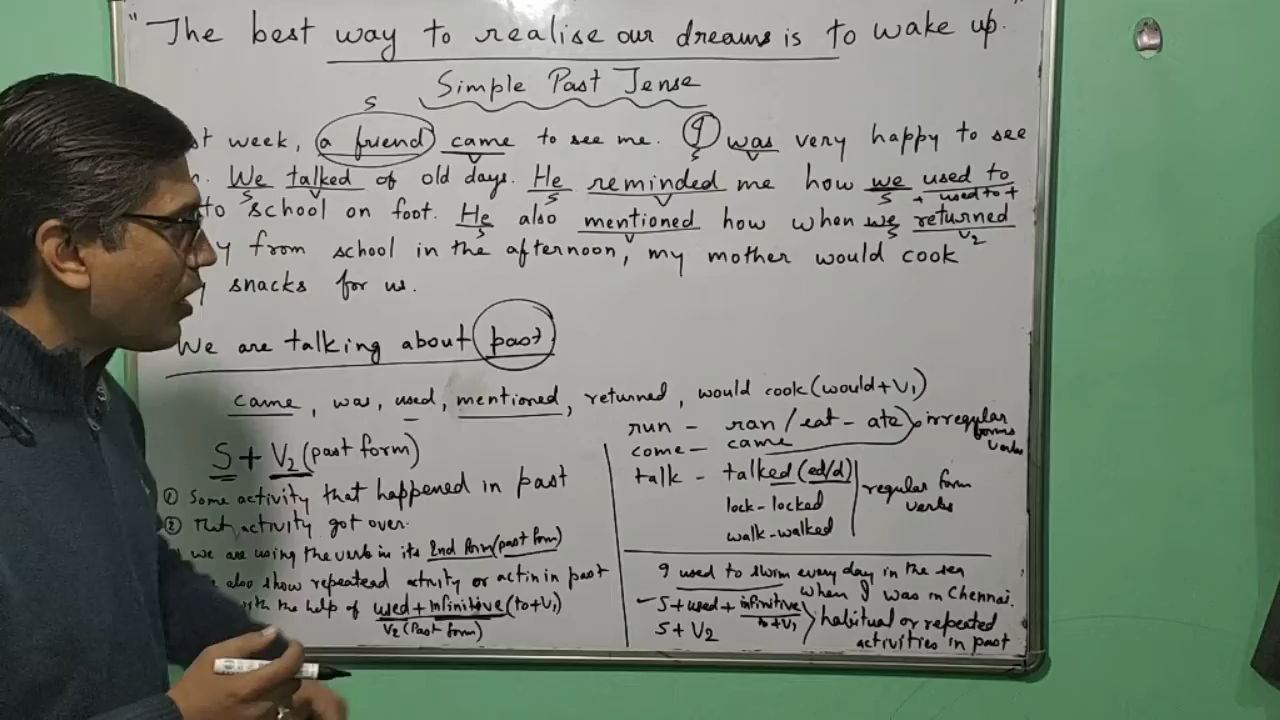 "The best way to realise our dreams is to wake up."
Simple Past Tense
S
st week, a friend came to see me. I was very happy to see
S V S V
We talked of old days. He reminded me how we used to
S V S V S + used to +
to school on foot. He also mentioned how when we returned
S V S V2
y from school in the afternoon, my mother would cook
y snacks for us.
We are talking about past
came, was, used, mentioned, returned, would cook (would+V1)
S + V2 (past form)
① Some activity that happened in past
② That activity got over.
we are using the verb in its 2nd form (past form)
also show repeatead activity or action in past
with the help of used + infinitive (to+V1)
V2 (Past form)
run - ran / eat - ate irregular forms verbs
come - came
talk - talked (ed/d)
lock - locked
walk - walked
regular form verbs
I used to swim every day in the sea
when I was in Chennai.
S + used + infinitive
to+V1
S + V2
habitual or repeated
activities in past